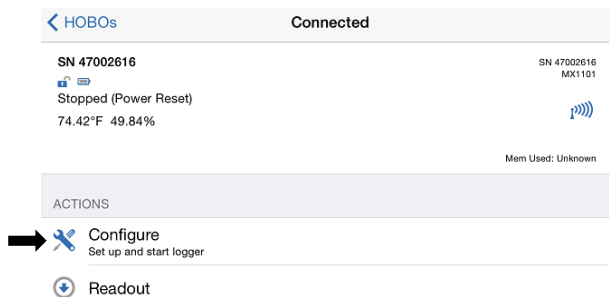 HOBOs
Connected
SN 47002616
SN 47002616
MX1101
Stopped (Power Reset)
74.42°F 49.84%
Mem Used: Unknown
ACTIONS
Configure
Set up and start logger
Readout